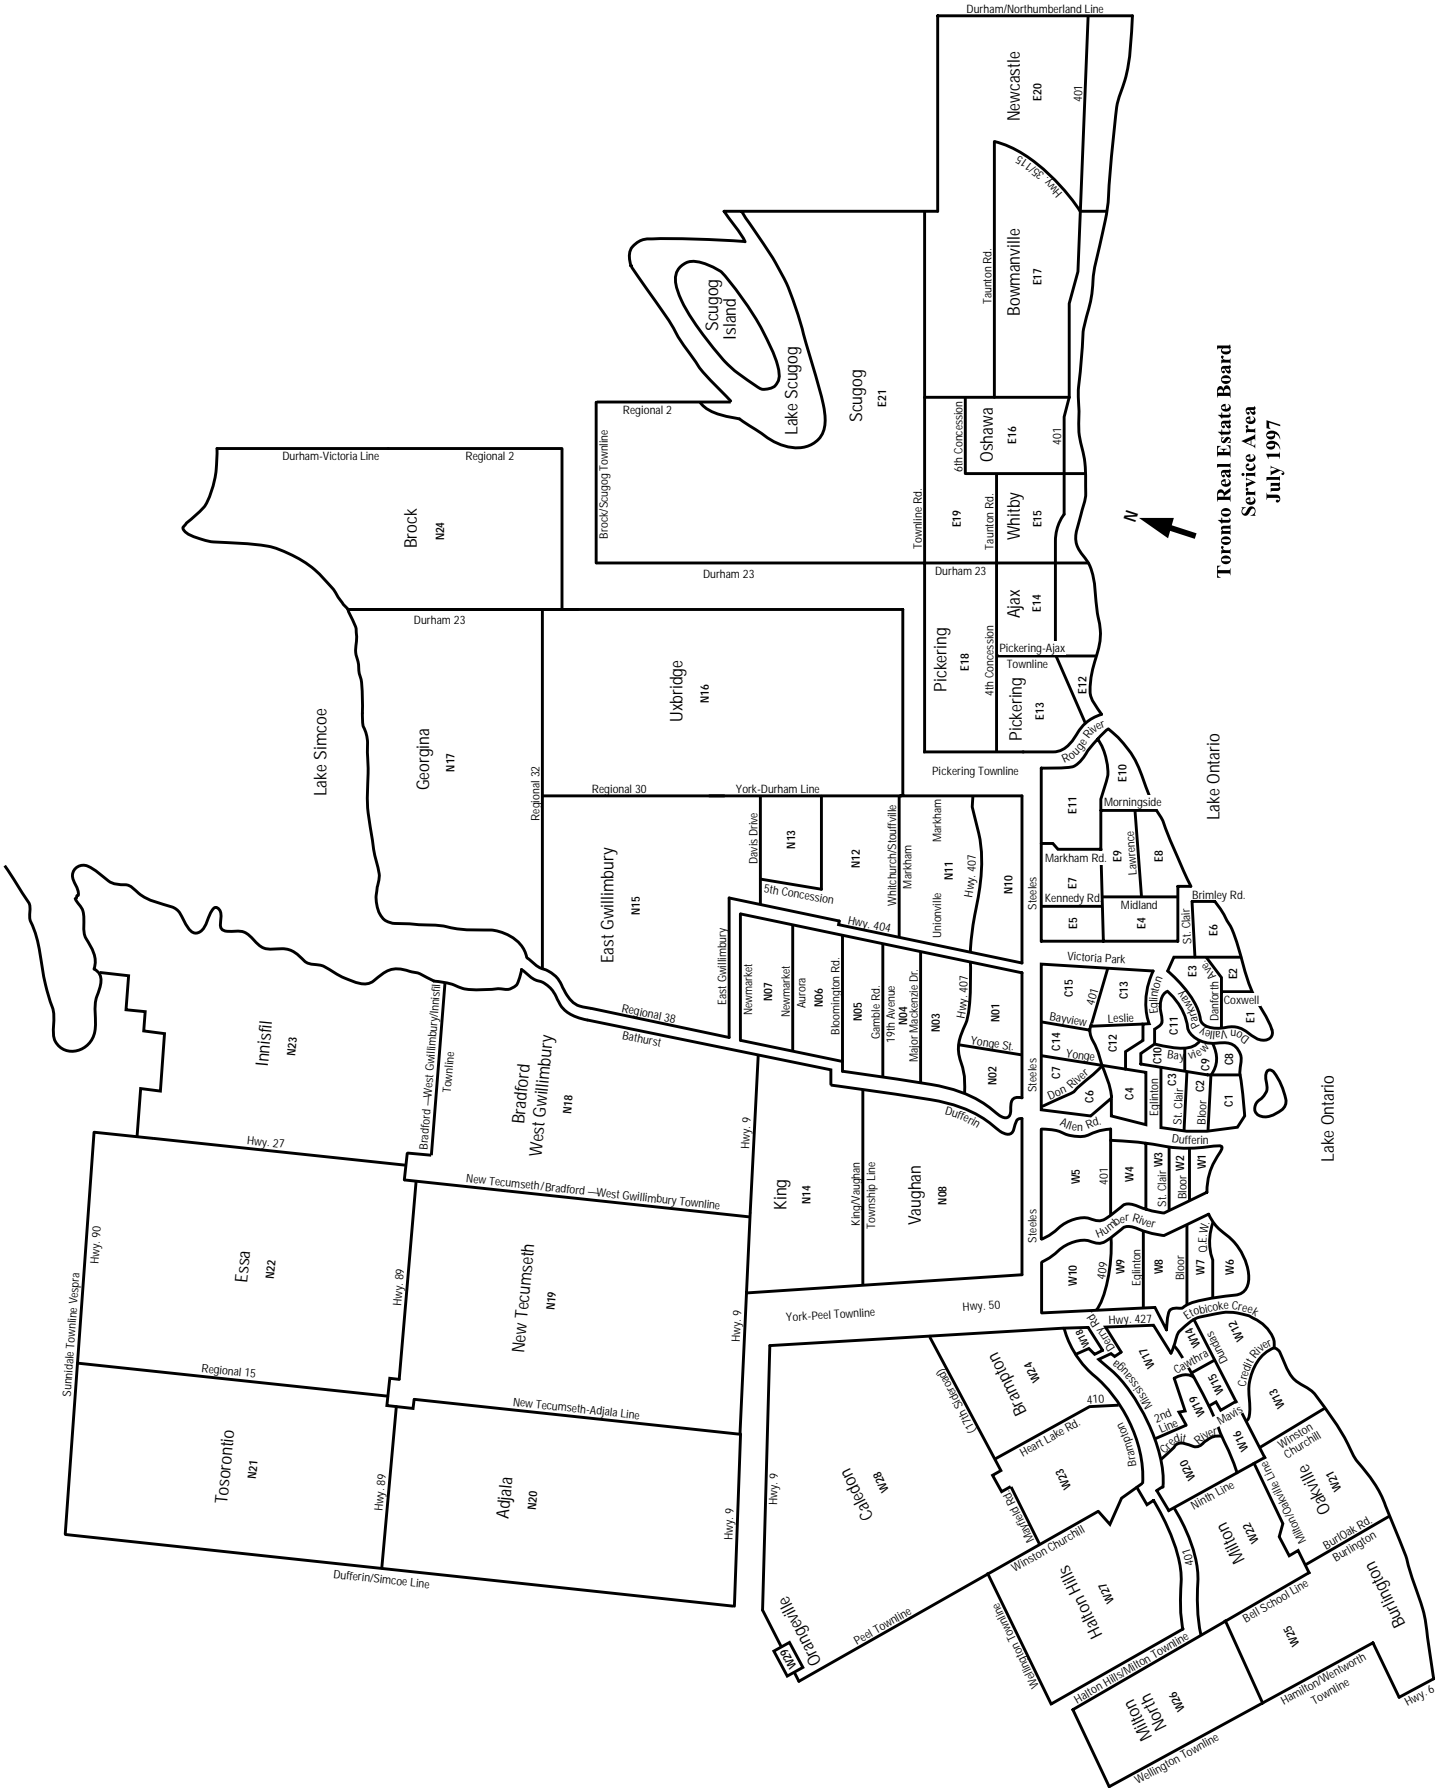 Toronto Real Estate Board
Service Area
July 1997
N
Durham/Northumberland Line
Newcastle
E20
401
Hwy. 35/115
Taunton Rd.
Bowmanville
E17
Scugog
Island
Lake Scugog
Scugog
E21
Regional 2
Brock/Scugog Townline
6th Concession
Oshawa
E16
401
Townline Rd.
E19
Taunton Rd.
Whitby
E15
Durham 23
Durham 23
Ajax
E14
Pickering-Ajax
Townline
Pickering
E18
4th Concession
Pickering
E13
E12
Rouge River
Pickering Townline
Durham-Victoria Line
Regional 2
Brock
N24
Durham 23
Lake Simcoe
Georgina
N17
Regional 32
Uxbridge
N16
Regional 30
York-Durham Line
East Gwillimbury
N15
Davis Drive
N13
5th Concession
N12
Whitchurch/Stouffville
Markham
Markham
Unionville
N11
Hwy. 407
N10
Hwy. 404
East Gwillimbury
Newmarket
N07
Newmarket
Aurora
N06
Bloomington Rd.
N05
Gamble Rd.
19th Avenue
N04
Major Mackenzie Dr.
N03
Hwy. 407
N01
Yonge St.
N02
Regional 38
Bathurst
Dufferin
Innisfil
N23
Bradford —West Gwillimbury/Innisfil
Townline
Bradford
West Gwillimbury
N18
Hwy. 27
New Tecumseth/Bradford —West Gwillimbury Townline
Hwy. 9
King
N14
King/Vaughan
Township Line
Vaughan
N08
York-Peel Townline
Hwy. 50
Hwy. 90
Sunnidale Townline Vespra
Essa
N22
Hwy. 89
New Tecumseth
N19
Hwy. 9
Regional 15
New Tecumseth-Adjala Line
Tosorontio
N21
Hwy. 89
Adjala
N20
Hwy. 9
Dufferin/Simcoe Line
Steeles
E11
E10
Morningside
Markham Rd.
E9
Lawrence
E8
E7
Kennedy Rd.
Midland
E5
E4
Brimley Rd.
St. Clair
E6
Victoria Park
E3
Danforth Ave
E2
Coxwell
E1
Don Valley Parkway
Lake Ontario
C15
401
C13
Eglinton
Bayview
Leslie
C11
C14
C12
Yonge
C10
Bay view
C9
C8
Steeles
C7
Don River
C6
C4
Eglinton
C3
St. Clair
C2
Bloor
C1
Allen Rd.
Dufferin
Lake Ontario
W5
401
W4
W3
St. Clair
W2
Bloor
W1
Steeles
Humber River
W10
409
W9
Eglinton
W8
Bloor
W7
Q.E.W.
W6
Hwy. 427
Etobicoke Creek
W18
Derry Rd
W17
W14
Cawthra
Dundas
W12
Mississauga
W15
Credit River
W13
2nd
Line
W19
Mavis
Credit River
W16
W20
Winston
Churchill
Ninth Line
Milton/Oakville Line
Oakville
W21
BurlOak Rd.
Burlington
Milton
W22
401
Bell School Line
W25
Burlington
Hwy. 6
Hamilton/Wentworth
Townline
Hwy. 9
Caledon
W28
(17th Sideroad)
Brampton
W24
410
Heart Lake Rd.
Brampton
W23
Mayfield Rd
Winston Churchill
Halton Hills
W27
Wellington Townline
Halton Hills/Milton Townline
Peel Townline
Orangeville
W29
Milton
North
W26
Wellington Townline